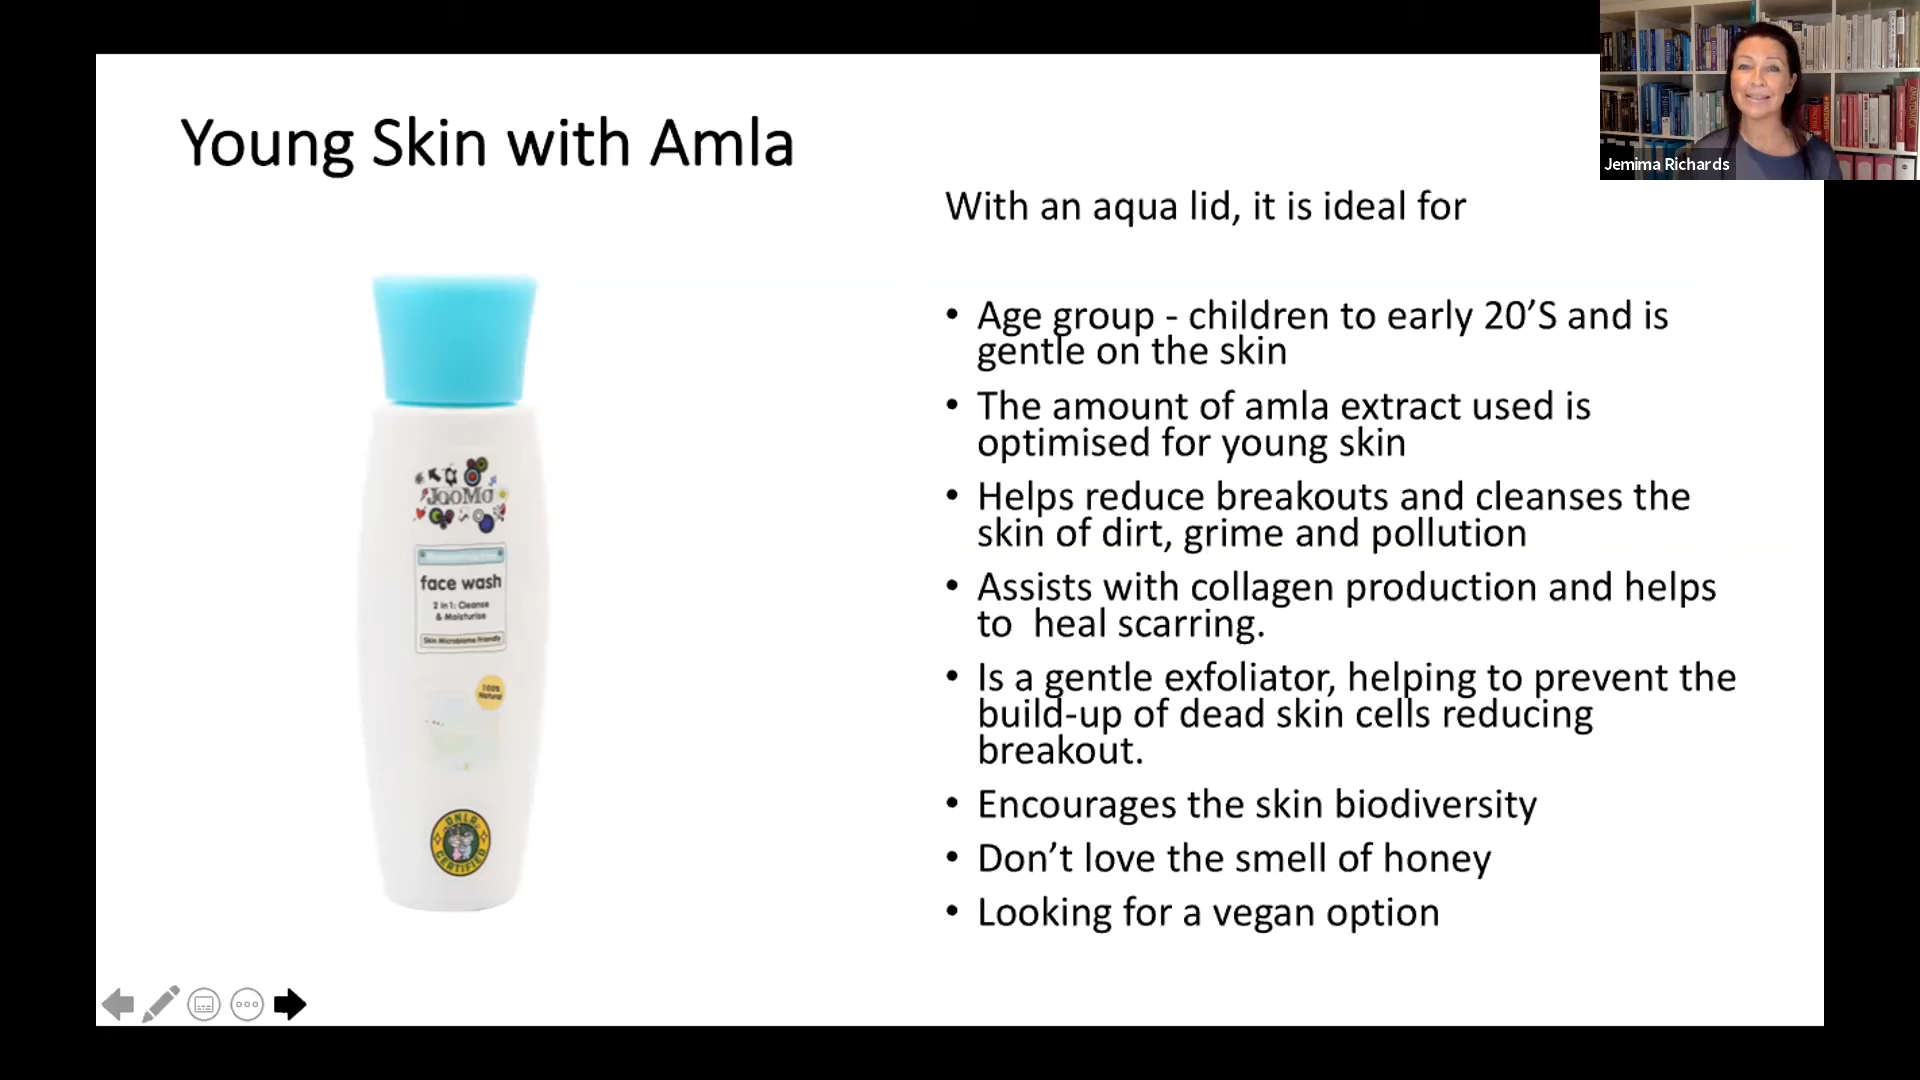 Young Skin with Amla
With an aqua lid, it is ideal for
• Age group - children to early 20’S and is
gentle on the skin
• The amount of amla extract used is
optimised for young skin
• Helps reduce breakouts and cleanses the
skin of dirt, grime and pollution
• Assists with collagen production and helps
to  heal scarring.
• Is a gentle exfoliator, helping to prevent the
build-up of dead skin cells reducing
breakout.
• Encourages the skin biodiversity
• Don’t love the smell of honey
• Looking for a vegan option
JooMo
face wash
2 in 1: Cleanse
& Moisturise
Skin Microbiome Friendly
100%
Natural
CERTIFIED
Jemima Richards
ANATOMICA